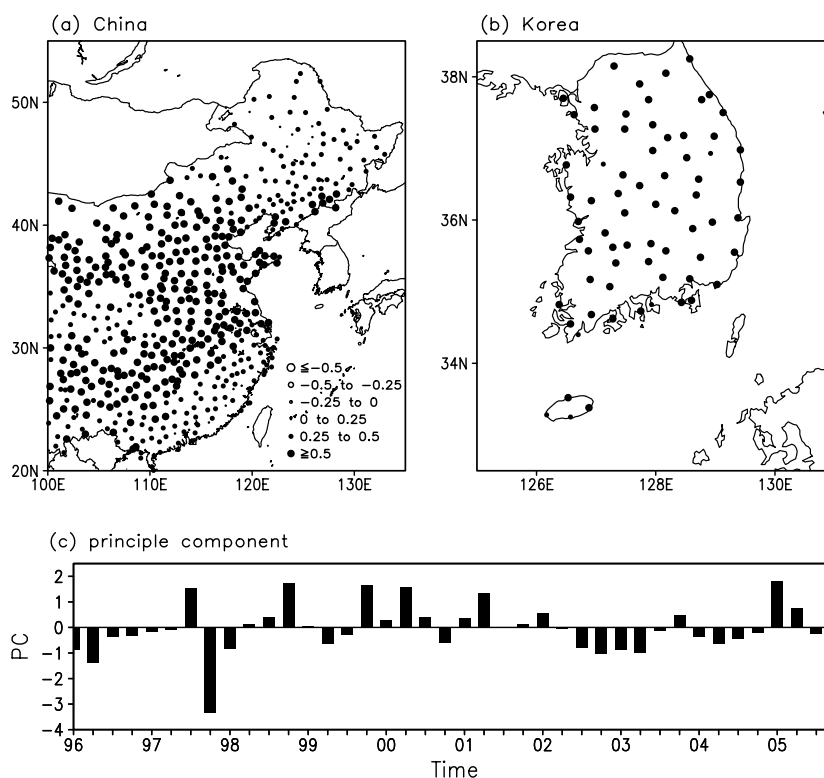 (a) China
(b) Korea
50N
40N
30N
20N
100E 110E 120E 130E
≦-0.5
-0.5 to -0.25
-0.25 to 0
0 to 0.25
0.25 to 0.5
≧0.5
38N
36N
34N
126E 128E 130E
(c) principle component
PC
2
1
0
-1
-2
-3
-4
96 97 98 99 00 01 02 03 04 05
Time